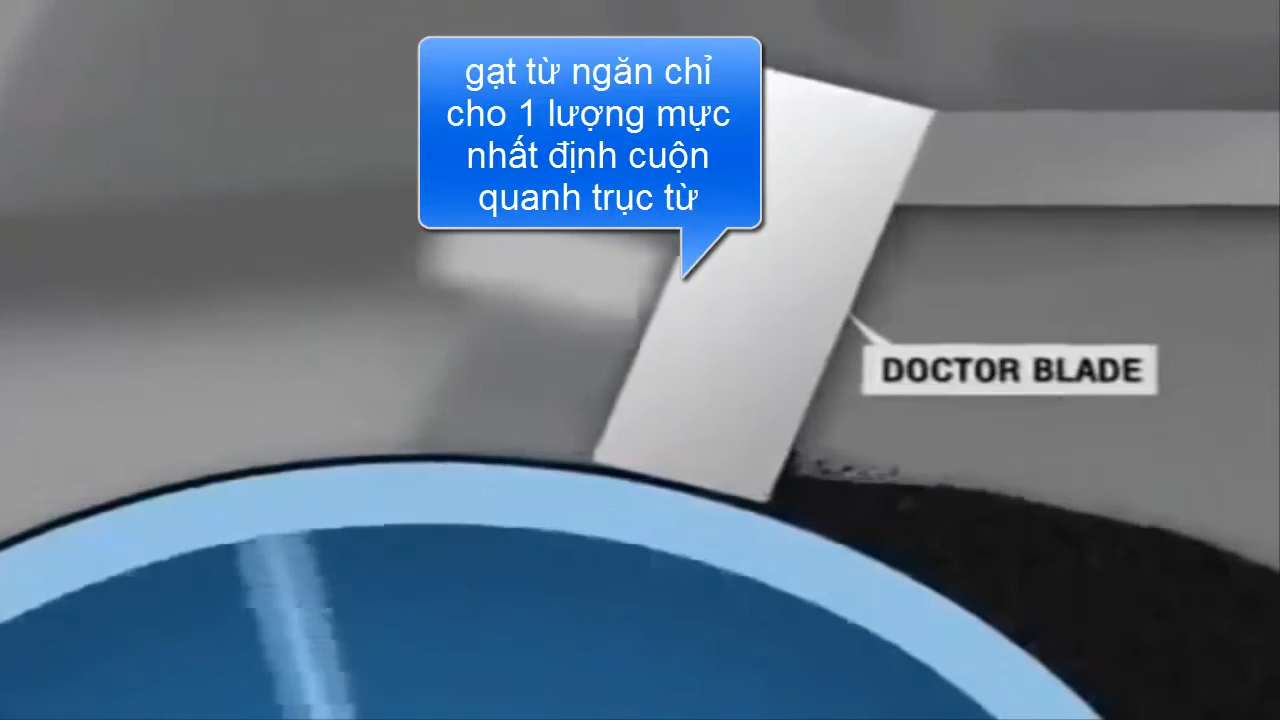 gạt từ ngăn chỉ
cho 1 lượng mực
nhất định cuộn
quanh trục từ
DOCTOR BLADE